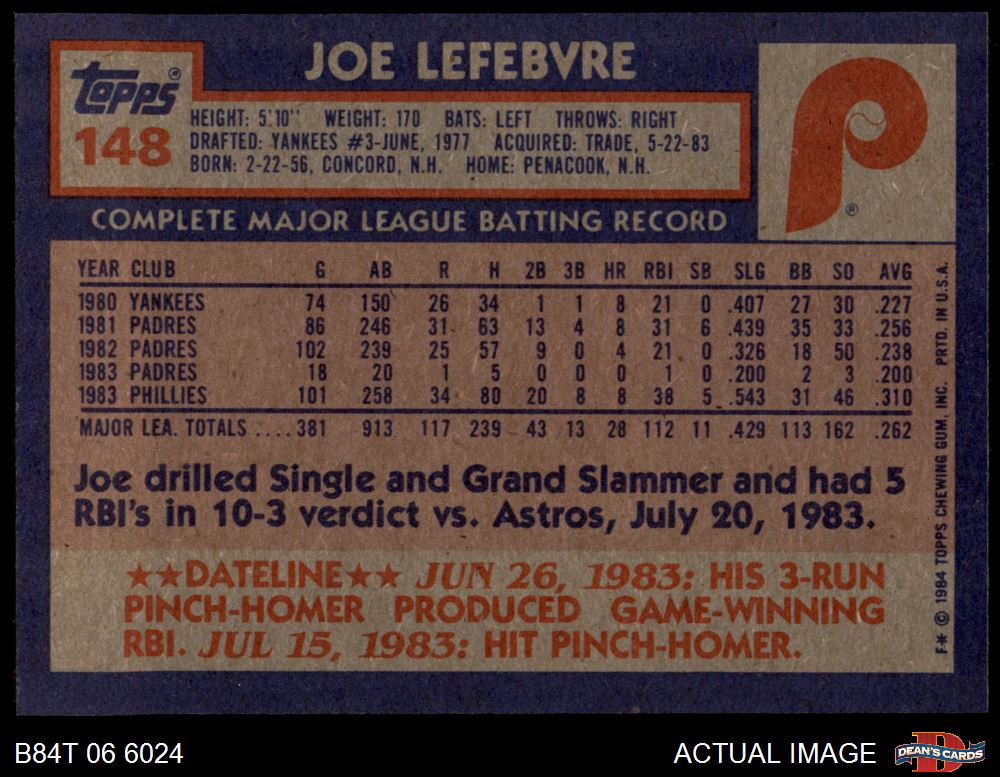 JOE LEFEBVRE
Topps®
148
HEIGHT: 5'10" WEIGHT: 170 BATS: LEFT THROWS: RIGHT
DRAFTED: YANKEES #3-JUNE, 1977 ACQUIRED: TRADE, 5-22-83
BORN: 2-22-56, CONCORD, N.H. HOME: PENACOOK, N.H.
P ®
COMPLETE MAJOR LEAGUE BATTING RECORD
YEAR CLUB G AB R H 2B 3B HR RBI SB SLG BB SO AVG
1980 YANKEES 74 150 26 34 1 1 8 21 0 .407 27 30 .227
1981 PADRES 86 246 31 63 13 4 8 31 6 .439 35 33 .256
1982 PADRES 102 239 25 57 9 0 4 21 0 .326 18 50 .238
1983 PADRES 18 20 1 5 0 0 0 1 0 .200 2 3 .200
1983 PHILLIES 101 258 34 80 20 8 8 38 5 .543 31 46 .310
MAJOR LEA. TOTALS .... 381 913 117 239 43 13 28 112 11 .429 113 162 .262
Joe drilled Single and Grand Slammer and had 5
RBI's in 10-3 verdict vs. Astros, July 20, 1983.
★★DATELINE★★ JUN 26, 1983: HIS 3-RUN
PINCH-HOMER PRODUCED GAME-WINNING
RBI. JUL 15, 1983: HIT PINCH-HOMER.
F* © 1984 TOPPS CHEWING GUM, INC. PRTD. IN U.S.A.
B84T 06 6024
ACTUAL IMAGE
D
DEAN'S CARDS